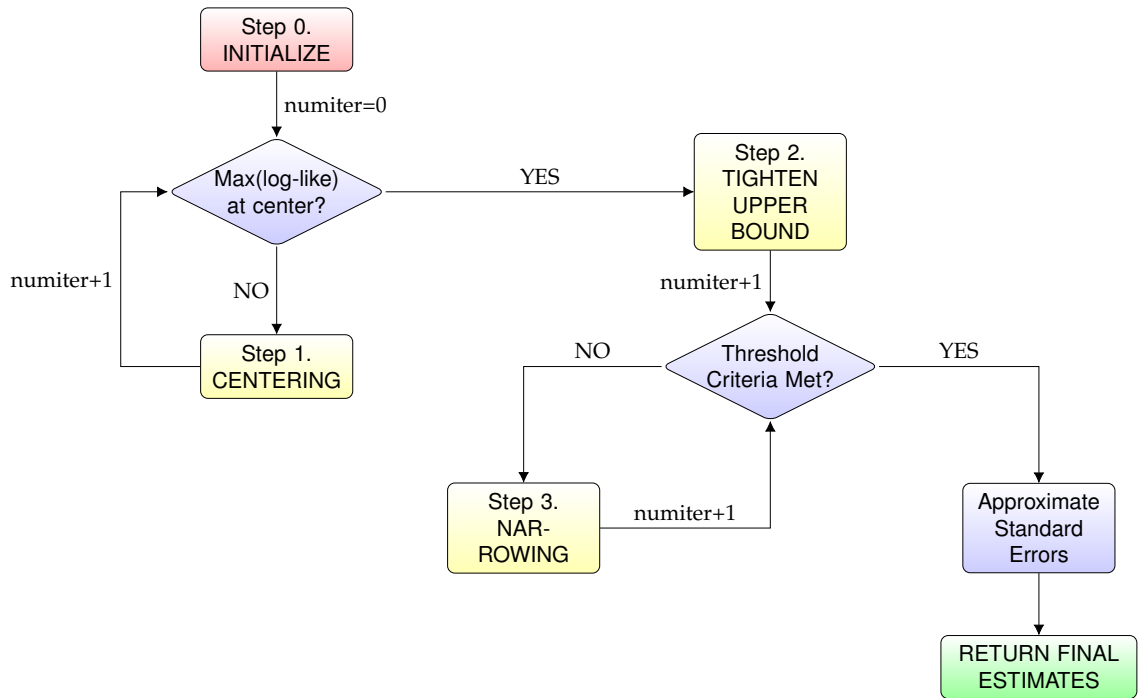 Step 0.
INITIALIZE
numiter=0
Max(log-like)
at center?
YES
Step 2.
TIGHTEN
UPPER
BOUND
numiter+1
NO
numiter+1
Step 1.
CENTERING
NO
Threshold
Criteria Met?
YES
Step 3.
NAR-
ROWING
numiter+1
Approximate
Standard
Errors
RETURN FINAL
ESTIMATES